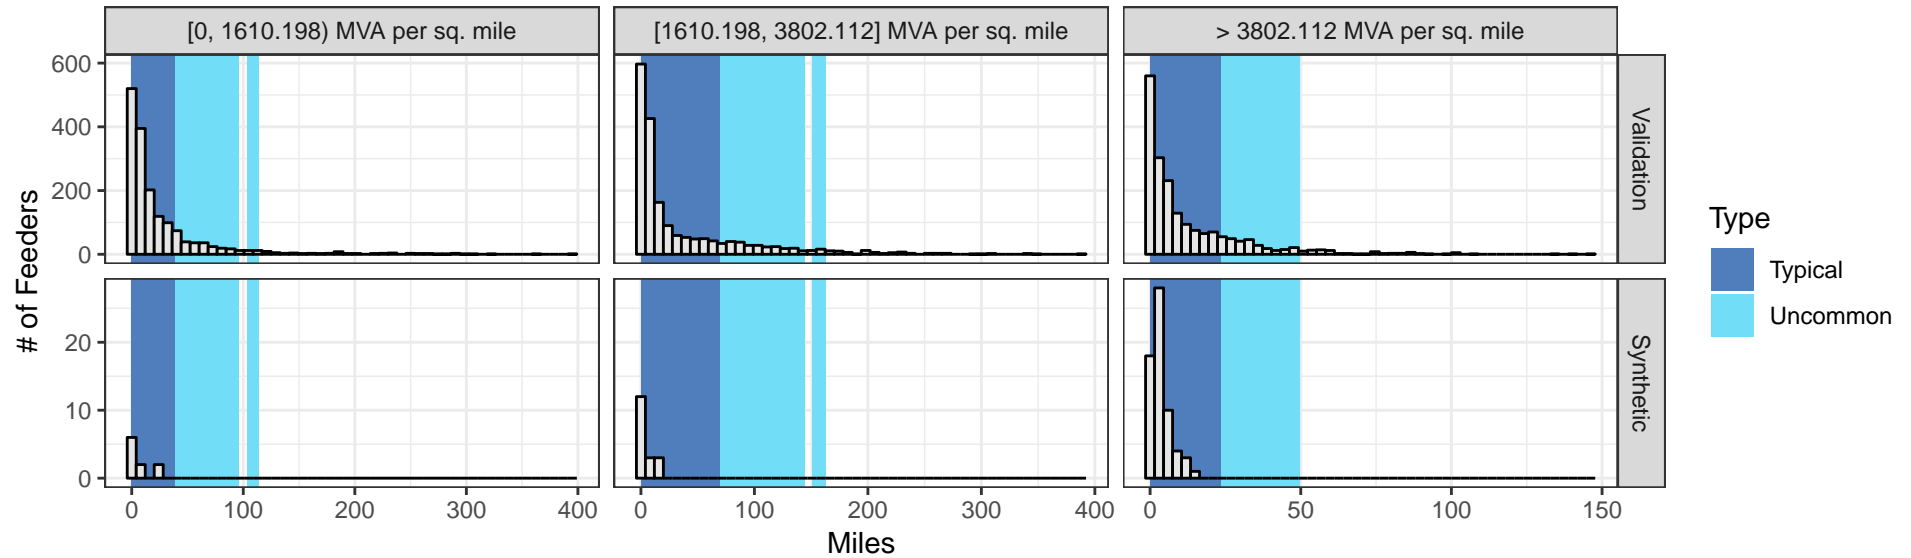 [0, 1610.198) MVA per sq. mile
[1610.198, 3802.112] MVA per sq. mile
> 3802.112 MVA per sq. mile
600
400
200
0
Validation
20
10
0
Synthetic
# of Feeders
0 100 200 300 400
0 100 200 300 400
0 50 100 150
Miles
Type
Typical
Uncommon